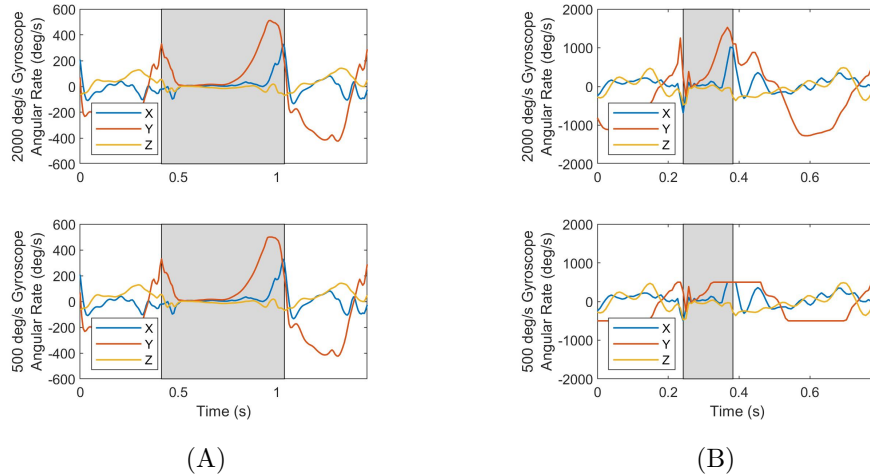 2000 deg/s Gyroscope
Angular Rate (deg/s)
600
400
200
0
-200
-400
-600
X
Y
Z
0
0.5
1
2000 deg/s Gyroscope
Angular Rate (deg/s)
2000
1000
0
-1000
-2000
X
Y
Z
0
0.2
0.4
0.6
500 deg/s Gyroscope
Angular Rate (deg/s)
600
400
200
0
-200
-400
-600
X
Y
Z
0
0.5
1
Time (s)
500 deg/s Gyroscope
Angular Rate (deg/s)
2000
1000
0
-1000
-2000
X
Y
Z
0
0.2
0.4
0.6
Time (s)
(A)
(B)